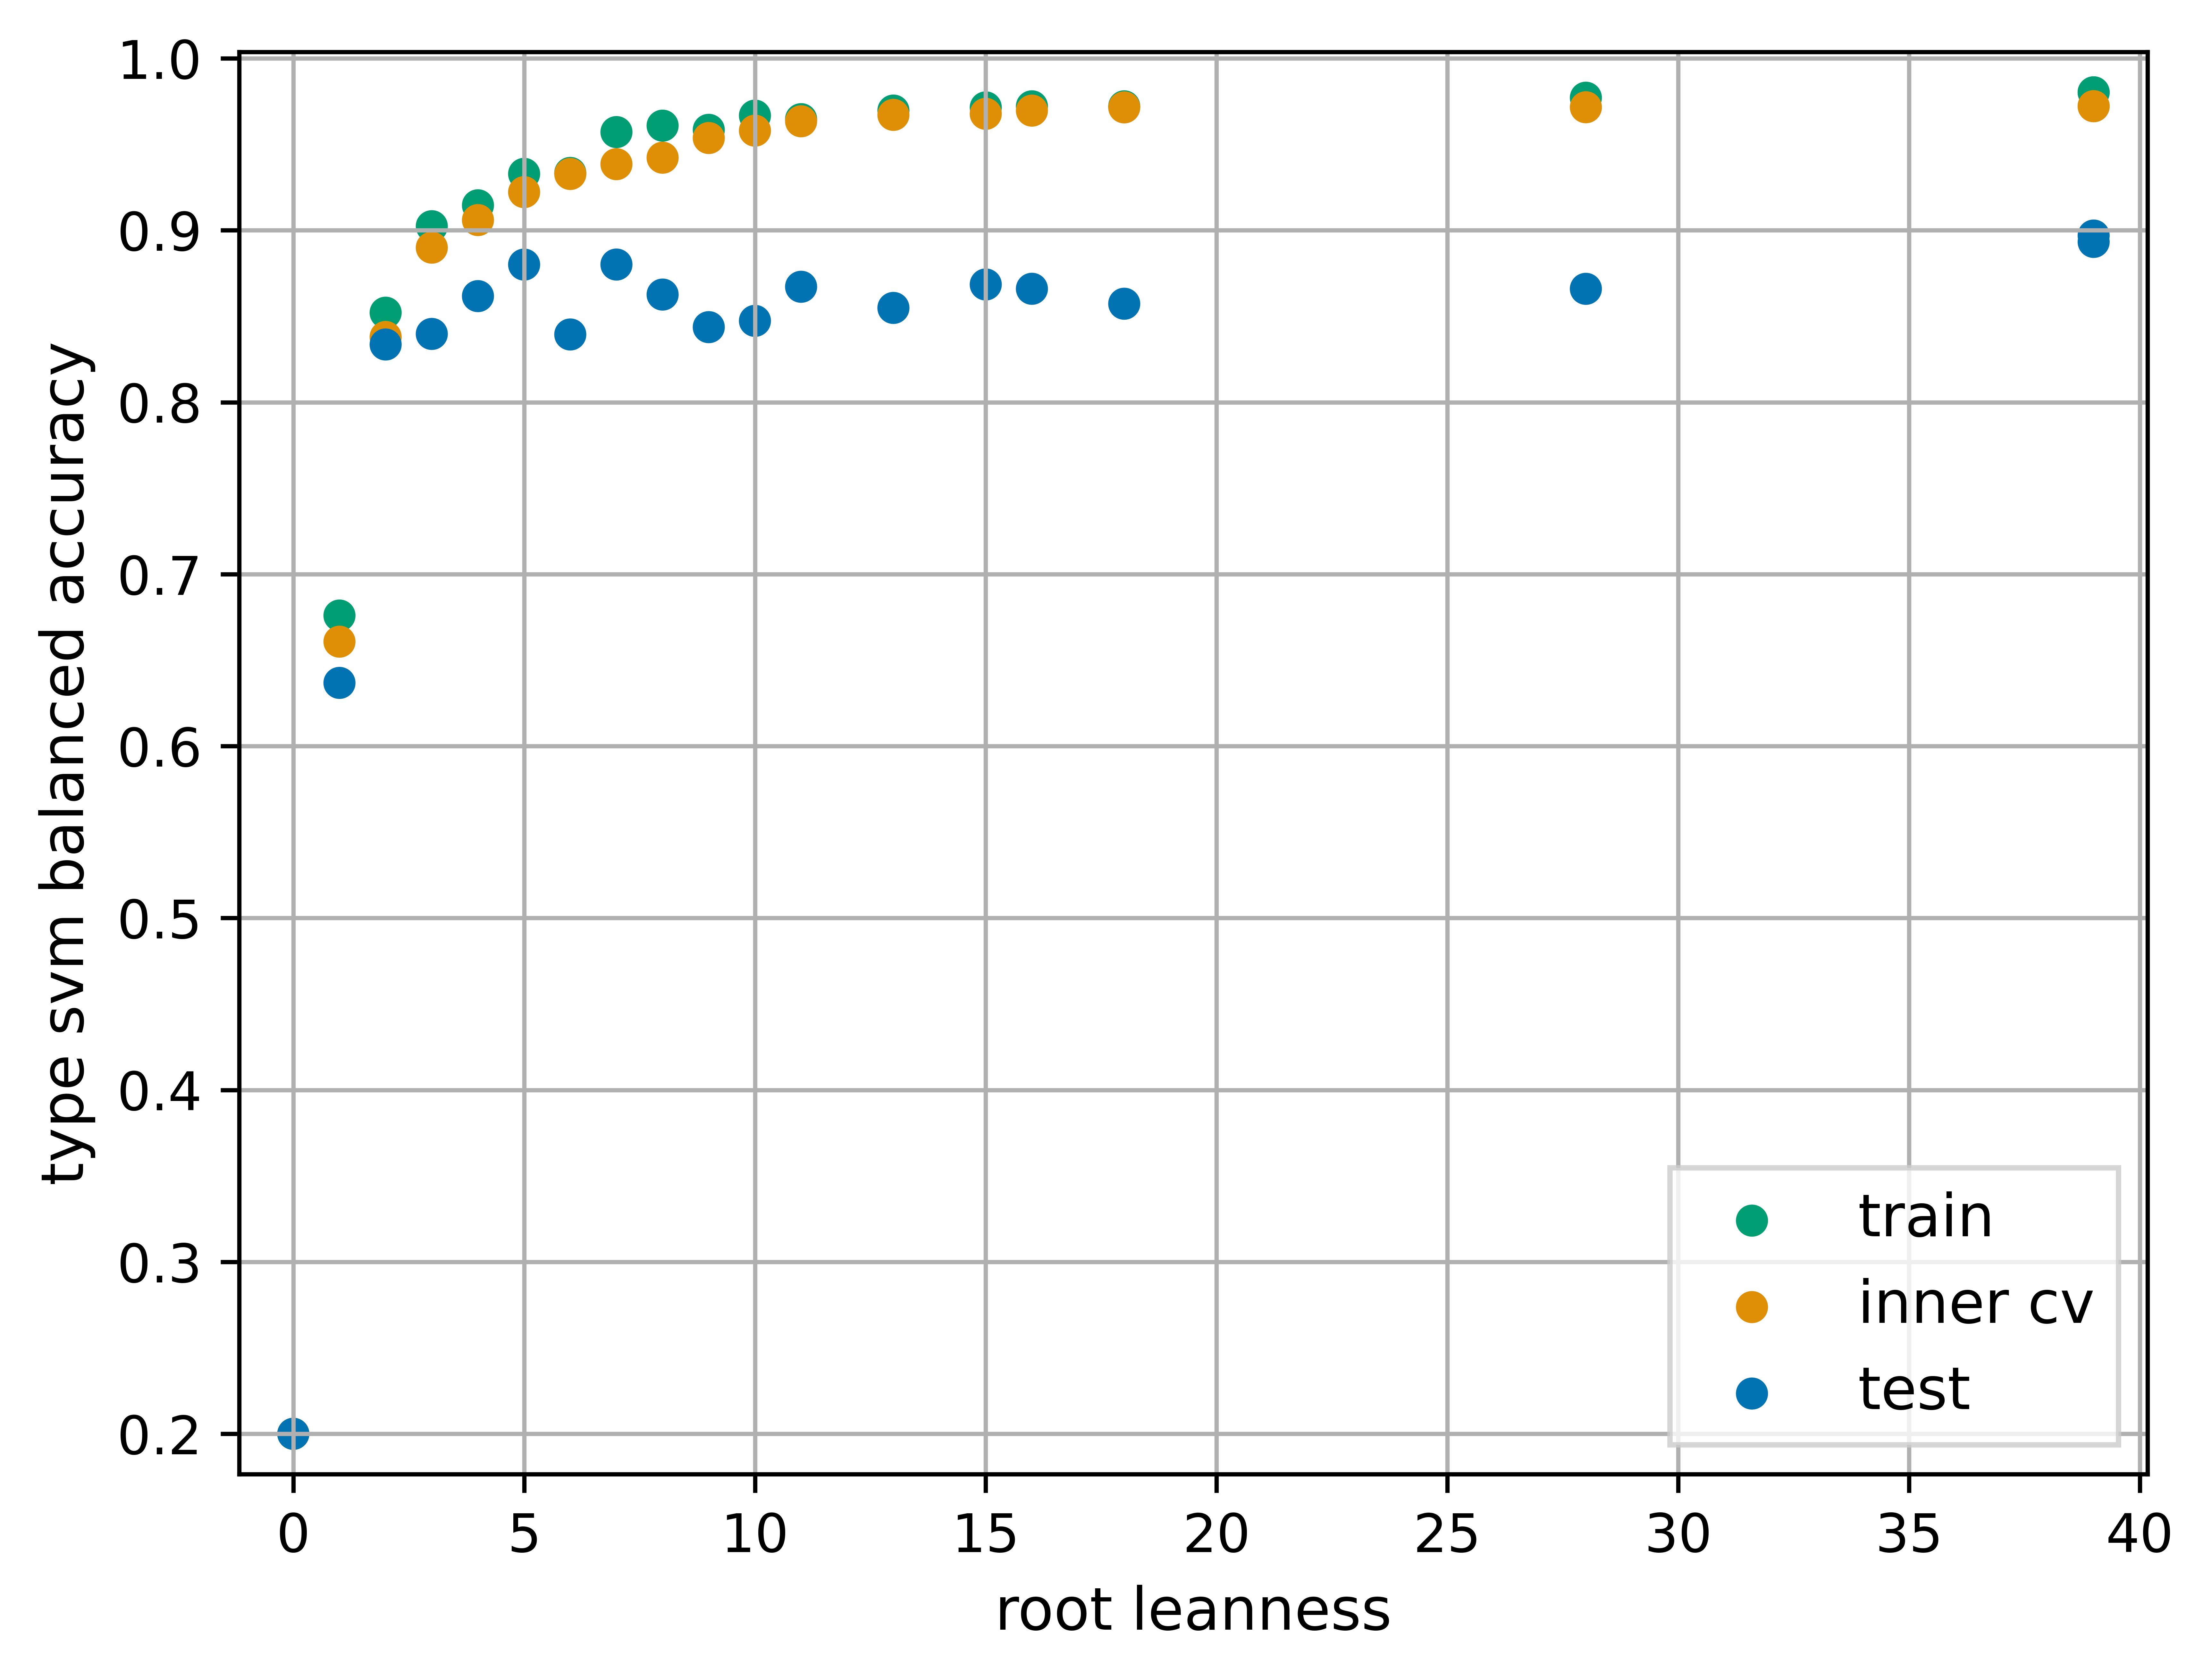 1.0
0.9
0.8
0.7
0.6
0.5
0.4
0.3
0.2
type svm balanced accuracy
0 5 10 15 20 25 30 35 40
root leanness
train
inner cv
test